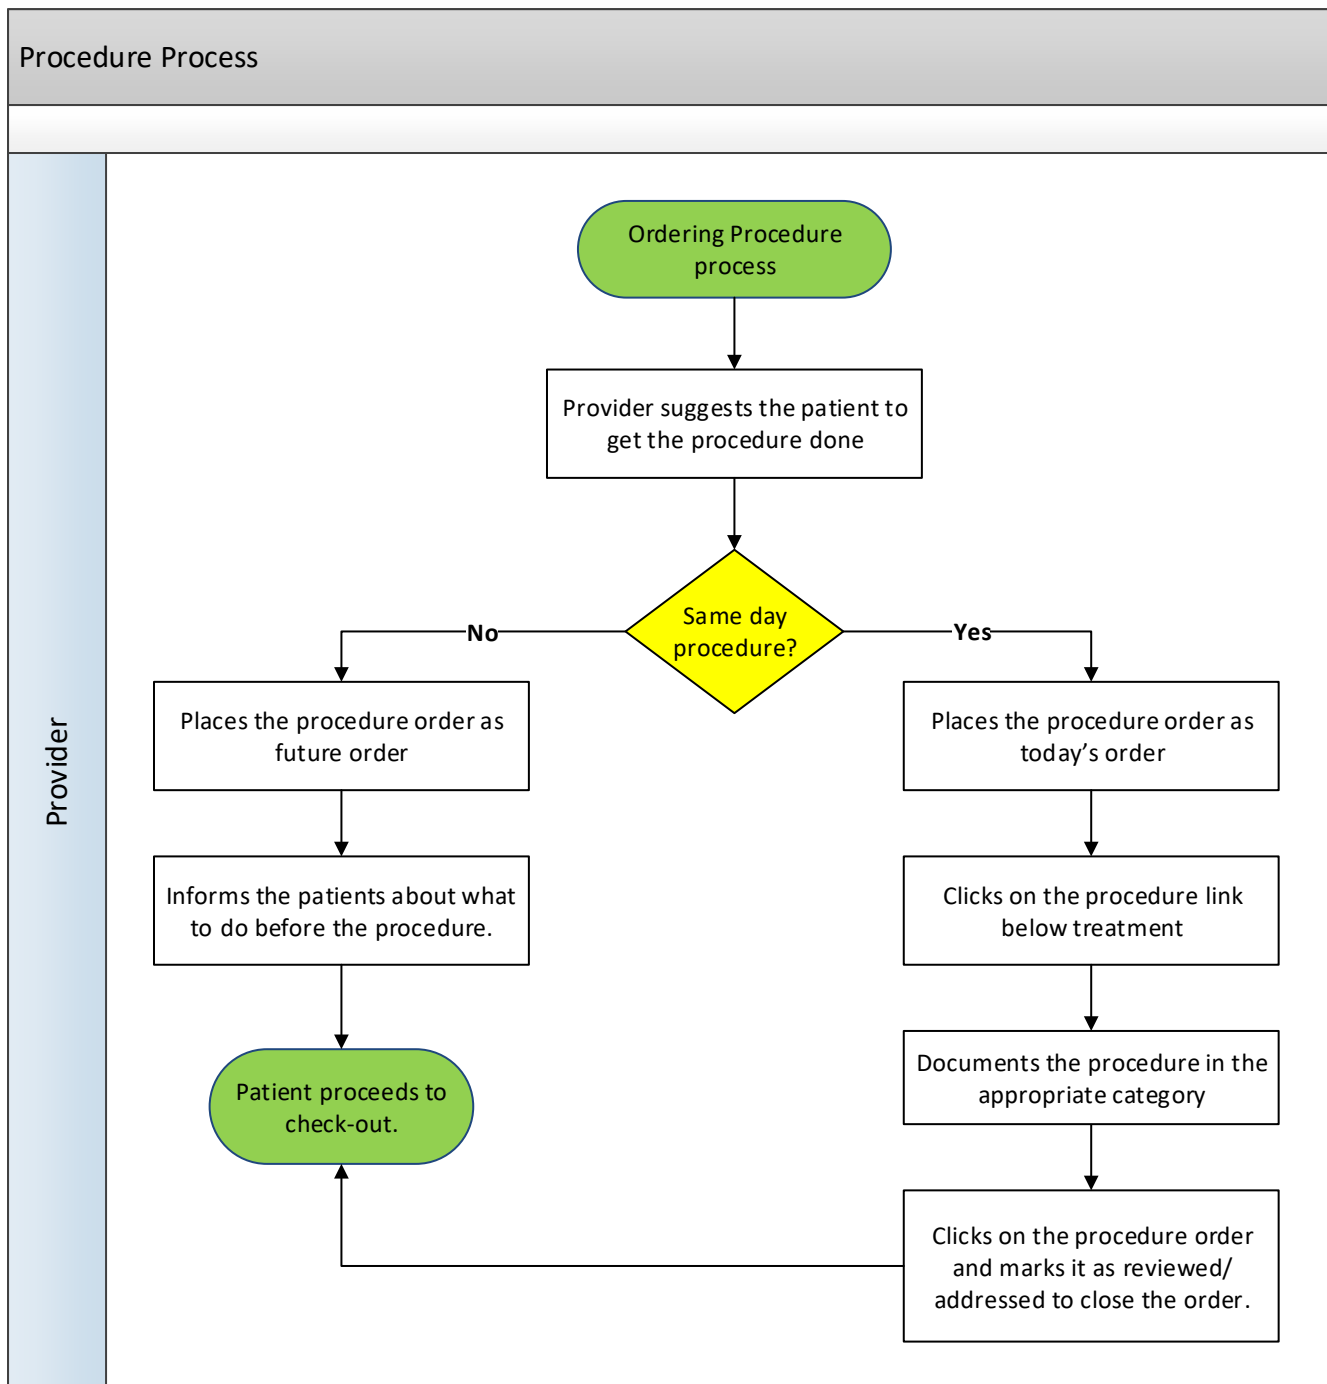 Procedure Process
Provider
Ordering Procedure
process
Provider suggests the patient to
get the procedure done
Same day
procedure?
No
Yes
Places the procedure order as
future order
Informs the patients about what
to do before the procedure.
Patient proceeds to
check-out.
Places the procedure order as
today’s order
Clicks on the procedure link
below treatment
Documents the procedure in the
appropriate category
Clicks on the procedure order
and marks it as reviewed/
addressed to close the order.